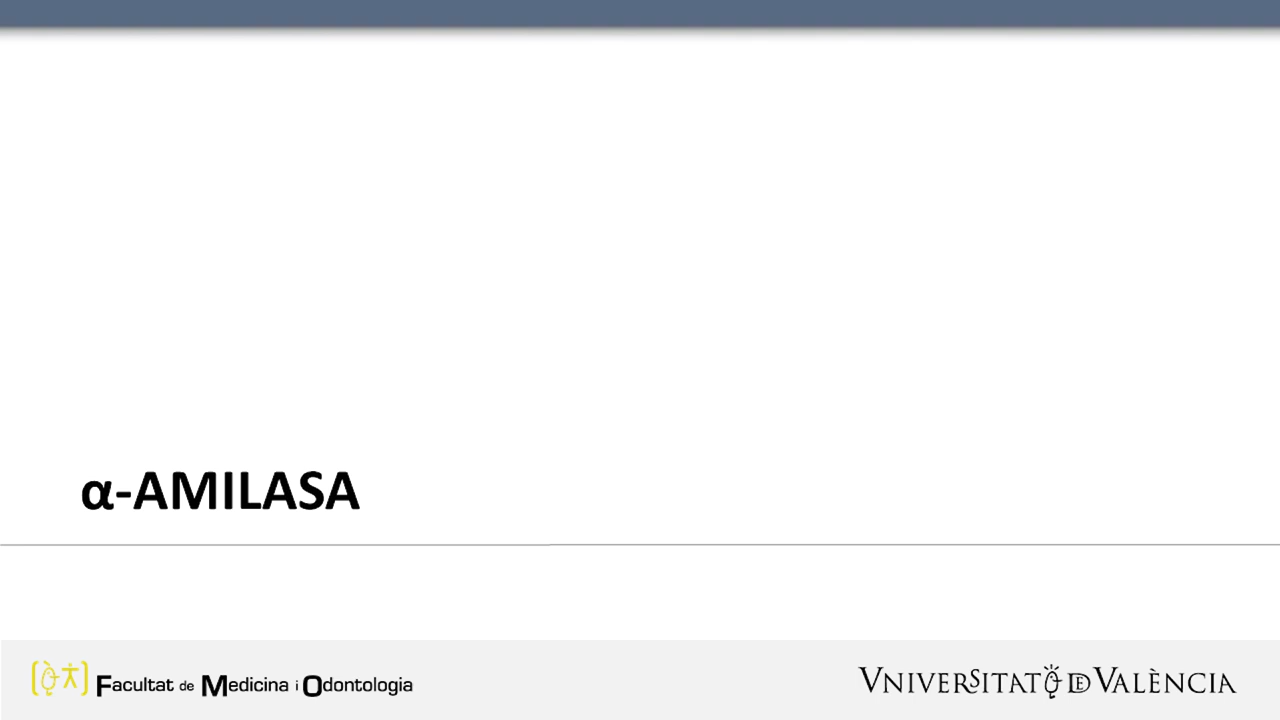 α-AMILASA
Facultat de Medicina i Odontologia
VNIVERSITAT DE VALÈNCIA